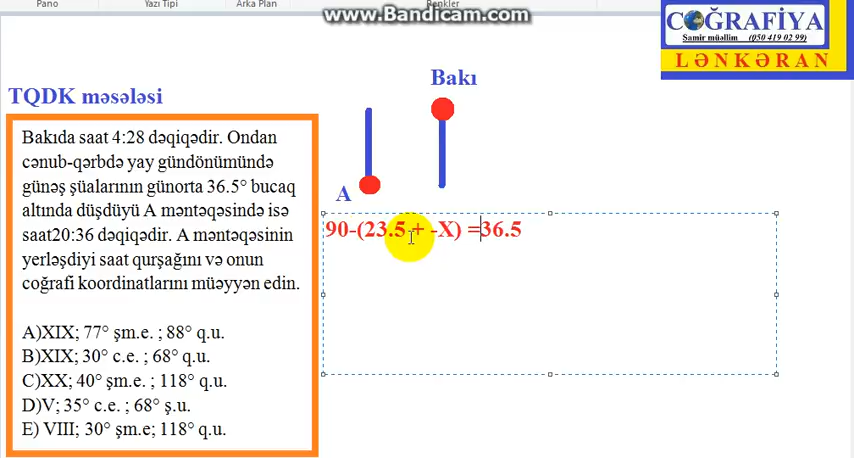 Pano
Yazı Tipi
Arka Plan
Renkler
www.Bandicam.com
COĞRAFİYA
Samir müəllim (050 419 02 99)
LƏNKƏRAN
Bakı
TQDK məsələsi
Bakıda saat 4:28 dəqiqədir. Ondan
cənub-qərbdə yay gündönümündə
günəş şüalarının günorta 36.5° bucaq
altında düşdüyü A məntəqəsində isə
saat20:36 dəqiqədir. A məntəqəsinin
yerləşdiyi saat qurşağını və onun
coğrafi koordinatlarını müəyyən edin.
A)XIX; 77° şm.e. ; 88° q.u.
B)XIX; 30° c.e. ; 68° q.u.
C)XX; 40° şm.e. ; 118° q.u.
D)V; 35° c.e. ; 68° ş.u.
E) VIII; 30° şm.e; 118° q.u.
A
90-(23.5 + -X) =36.5